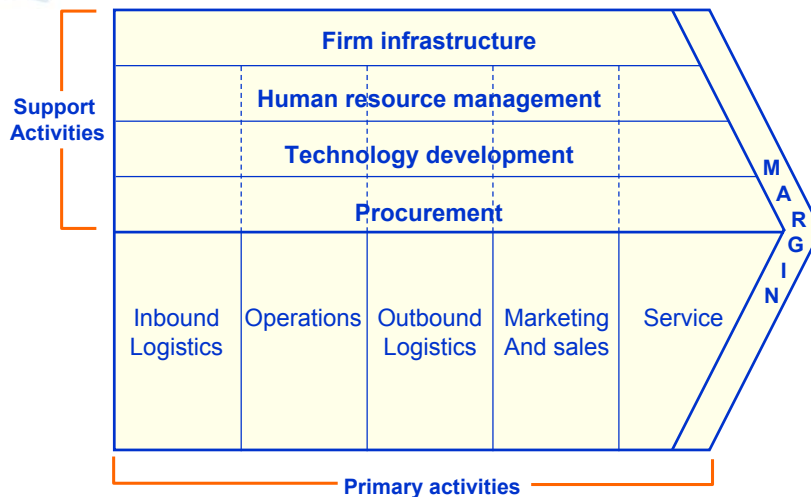 Firm infrastructure
Human resource management
Support
Activities
Technology development
Procurement
MARGIN
Inbound
Logistics
Operations
Outbound
Logistics
Marketing
And sales
Service
Primary activities